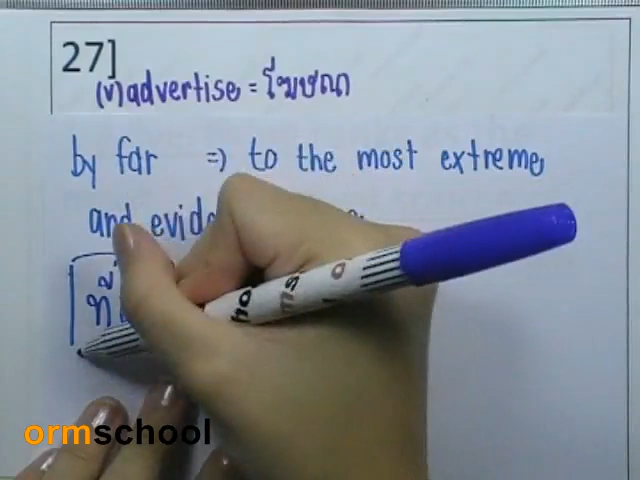 27]
(v) advertise = โฆษณา
by far => to the most extreme
and
ormschool